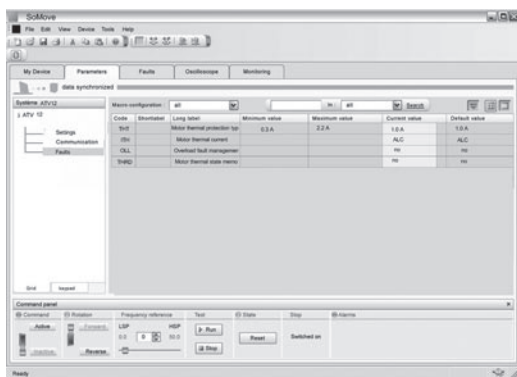 SoMove
File Edit View Device Tools Help
My Device Parameters Faults Oscilloscope Monitoring
data synchronized
Système ATV12
ATV 12
Settings
Communication
Faults
Macro configuration : all In : all Search
Code Shortlabel Long label Minimum value Maximum value Current value Default value
THT Motor thermal protection typ 0.3 A 2.2 A 1.0 A 1.0 A
ITH Motor thermal current ALC ALC
OLL Overload fault managemen no no
Motor thermal state memo no no
Grid keypad
Command panel
Command Rotation Frequency reference Test State Stop Alarms
Active Forward LSP HSP Run
0.0 0 50.0 Reset Switched on
Inactive Reverse Stop
Ready